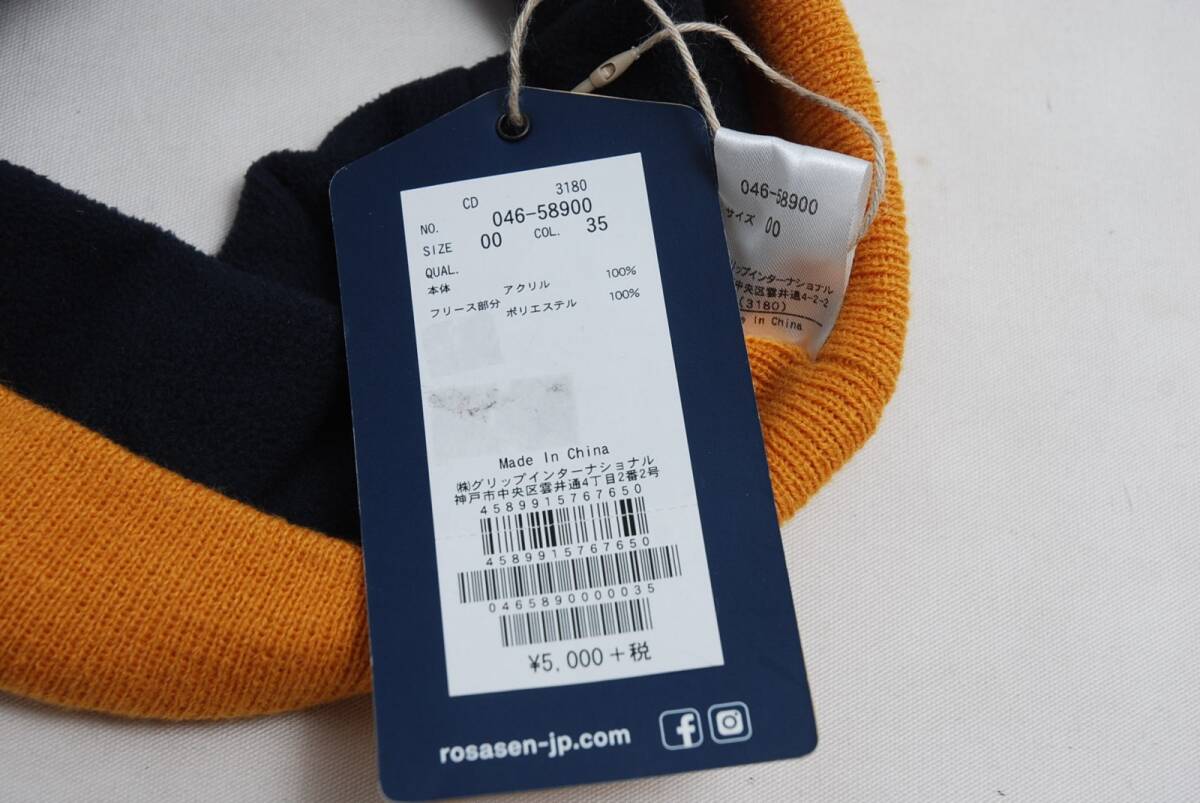 CD 3180
NO. 046-58900
SIZE 00 COL. 35
QUAL.
本体 アクリル 100%
フリース部分 ポリエステル 100%
Made In China
㈱グリップインターナショナル
神戸市中央区雲井通4丁目2番2号
4589915767650
4589915767650
0465890000035
¥5,000+税
rosasen-jp.com
046-58900
サイズ 00
リップインターナショナル
中央区雲井通4-2-2
(3180)
In China